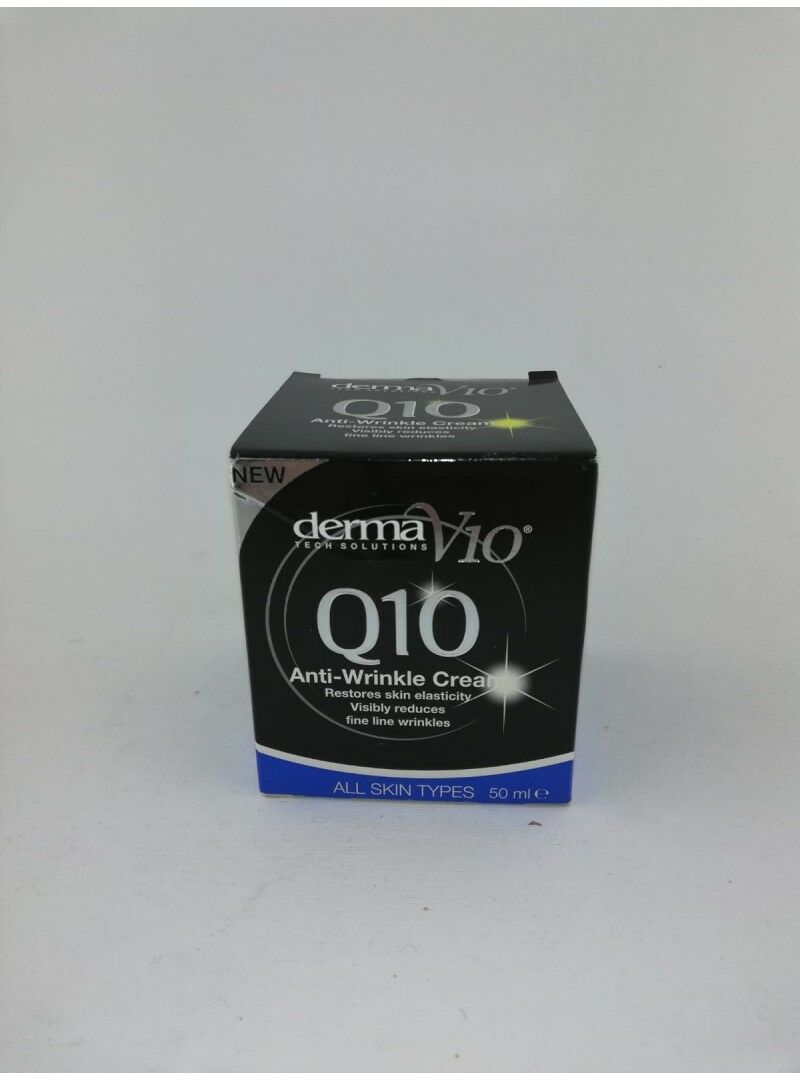 derma V10®
Q10
Anti-Wrinkle Cream
Restores skin elasticity
Visibly reduces
fine line wrinkles
NEW
derma V10®
TECH SOLUTIONS
Q10
Anti-Wrinkle Cream
Restores skin elasticity
Visibly reduces
fine line wrinkles
ALL SKIN TYPES 50 ml ℮